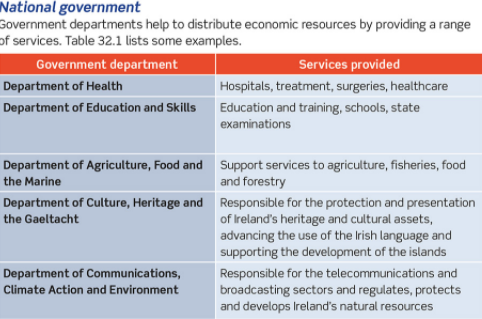 National government
Government departments help to distribute economic resources by providing a range
of services. Table 32.1 lists some examples.
Government department Services provided
Department of Health Hospitals, treatment, surgeries, healthcare
Department of Education and Skills Education and training, schools, state
examinations
Department of Agriculture, Food and Support services to agriculture, fisheries, food
the Marine and forestry
Department of Culture, Heritage and Responsible for the protection and presentation
the Gaeltacht of Ireland's heritage and cultural assets,
advancing the use of the Irish language and
supporting the development of the islands
Department of Communications, Responsible for the telecommunications and
Climate Action and Environment broadcasting sectors and regulates, protects
and develops Ireland's natural resources